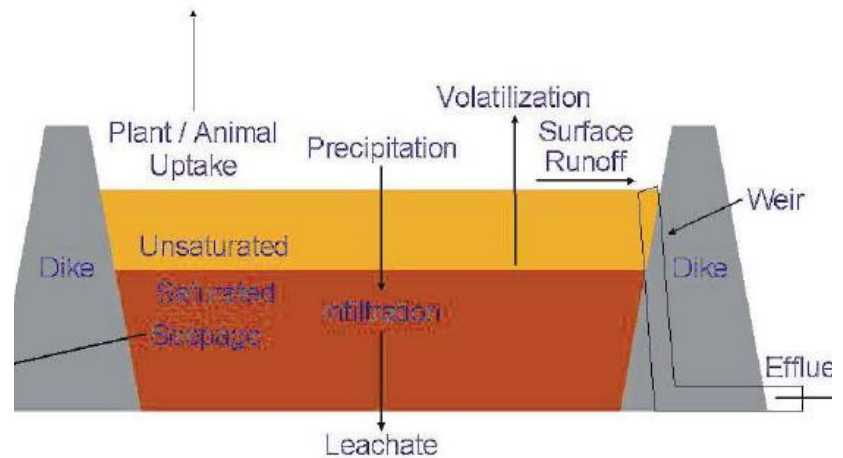 Volatilization
Plant / Animal
Uptake
Precipitation
Surface
Runoff
Weir
Unsaturated
Dike
Saturated
Dike
Infiltration
Seepage
Efflue
Leachate